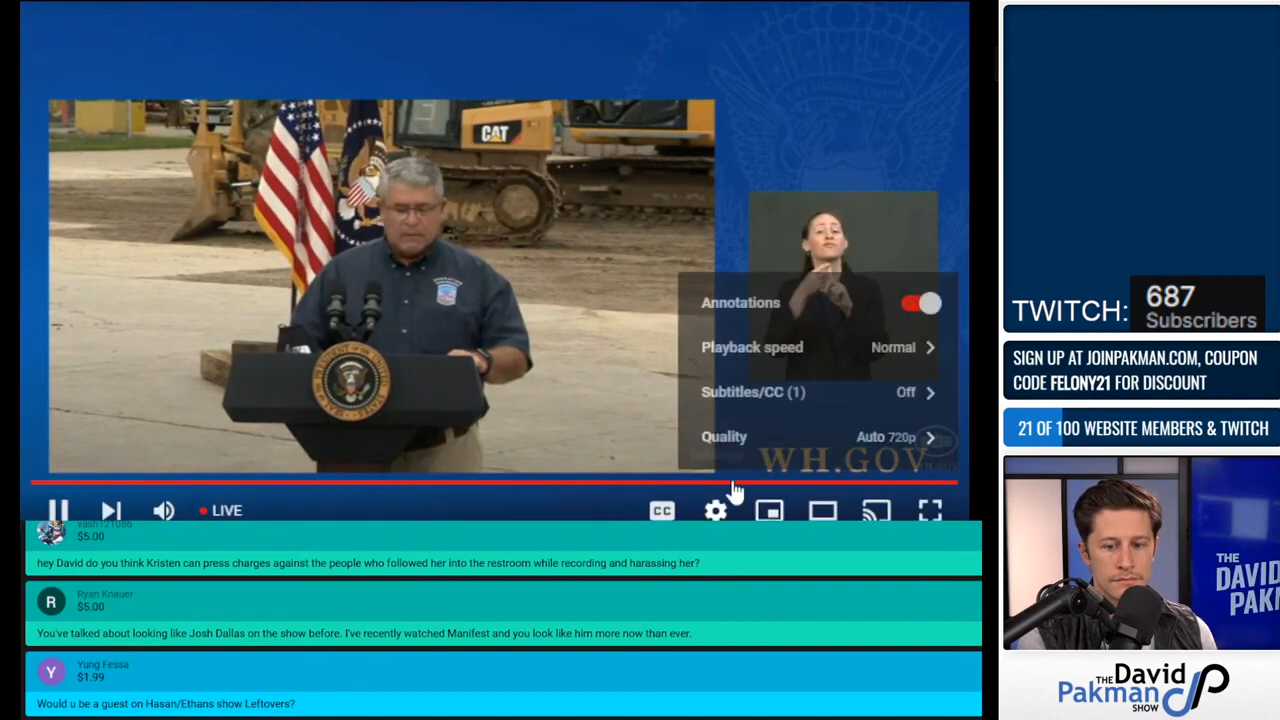 CAT
Annotations
Playback speed Normal
Subtitles/CC (1) Off
Quality Auto 720p
WH.GOV
LIVE
CC
vash121086
$5.00
hey David do you think Kristen can press charges against the people who followed her into the restroom while recording and harassing her?
R
Ryan Knauer
$5.00
You've talked about looking like Josh Dallas on the show before. I've recently watched Manifest and you look like him more now than ever.
Y
Yung Fessa
$1.99
Would u be a guest on Hasan/Ethans show Leftovers?
TWITCH:
687
Subscribers
SIGN UP AT JOINPAKMAN.COM, COUPON
CODE FELONY21 FOR DISCOUNT
21 OF 100 WEBSITE MEMBERS & TWITCH
THE
DAVID
PAKM
THE David
Pakman
SHOW